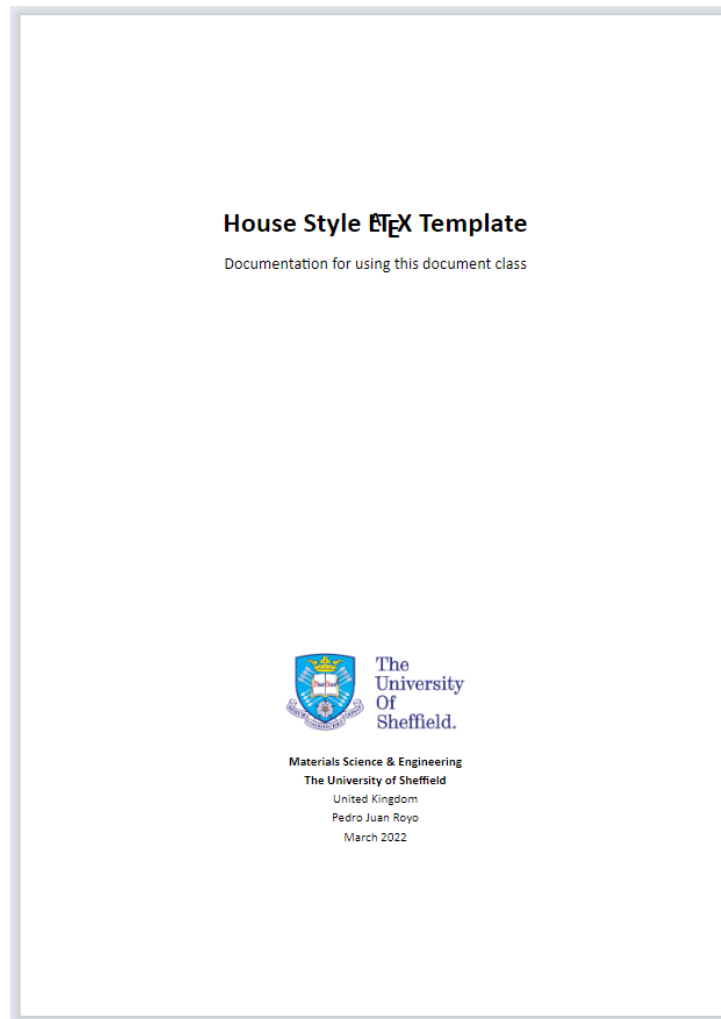 House Style LATEX Template
Documentation for using this document class
The
University
Of
Sheffield.
Materials Science & Engineering
The University of Sheffield
United Kingdom
Pedro Juan Royo
March 2022